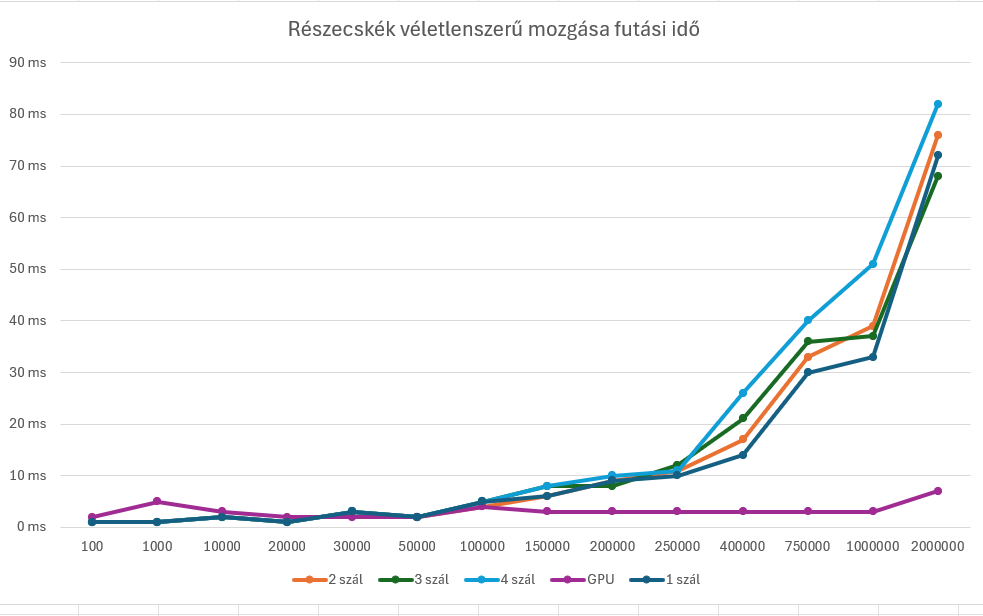 Részecskék véletlenszerű mozgása futási idő
90 ms
80 ms
70 ms
60 ms
50 ms
40 ms
30 ms
20 ms
10 ms
0 ms
100 1000 10000 20000 30000 50000 100000 150000 200000 250000 400000 750000 1000000 2000000
2 szál 3 szál 4 szál GPU 1 szál